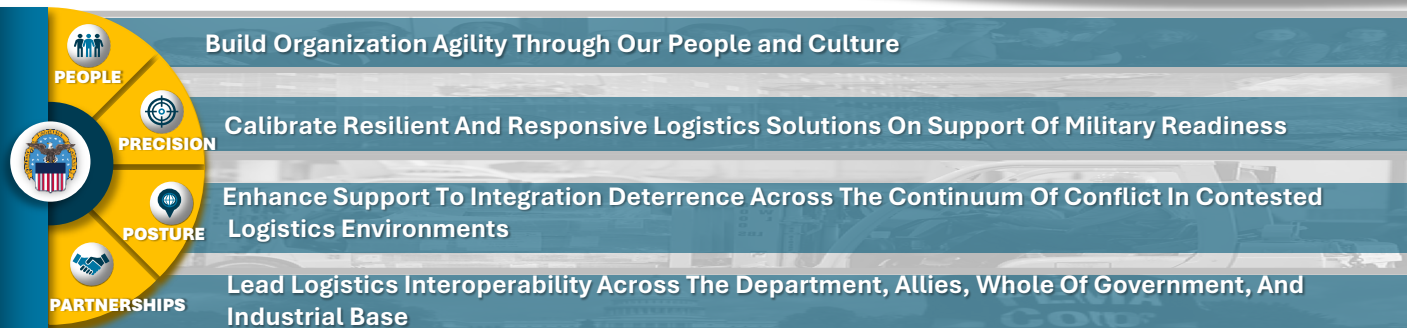 PEOPLE
Build Organization Agility Through Our People and Culture
PRECISION
Calibrate Resilient And Responsive Logistics Solutions On Support Of Military Readiness
POSTURE
Enhance Support To Integration Deterrence Across The Continuum Of Conflict In Contested
Logistics Environments
PARTNERSHIPS
Lead Logistics Interoperability Across The Department, Allies, Whole Of Government, And
Industrial Base